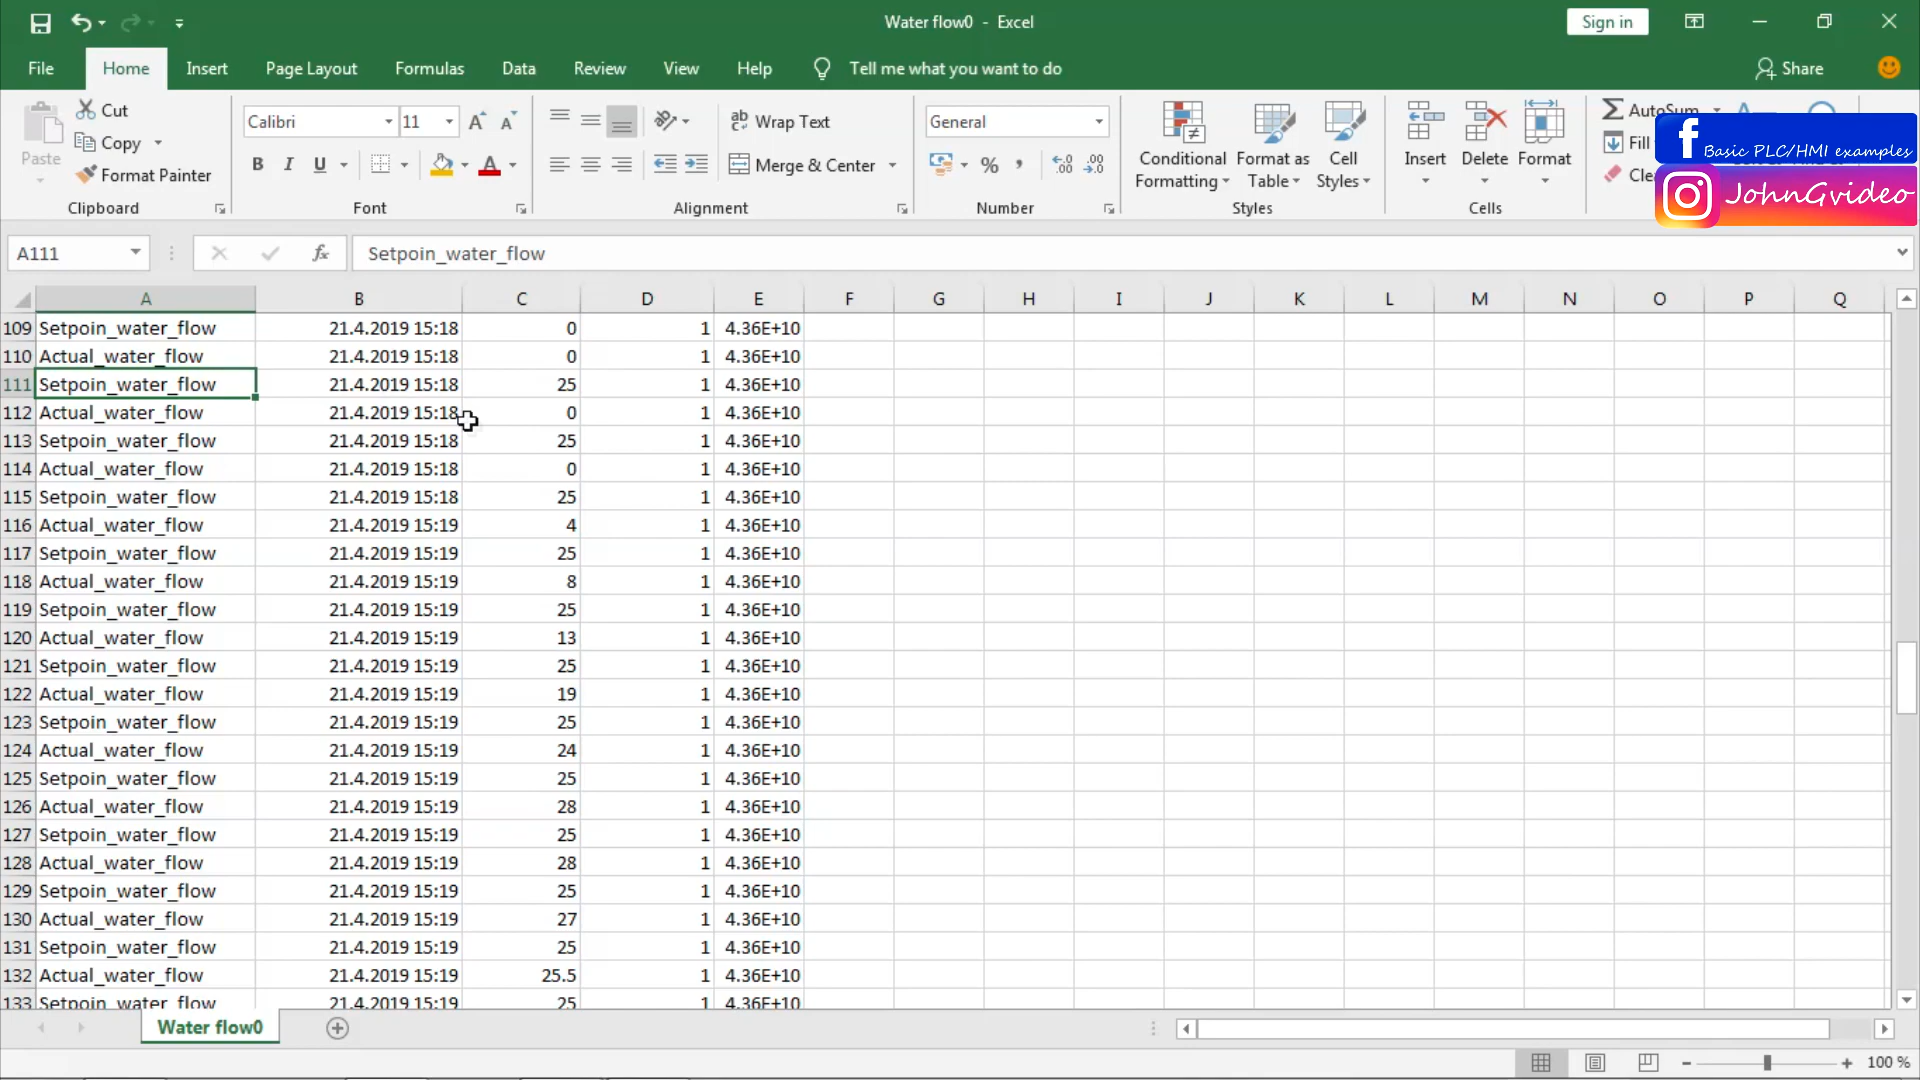 Water flow0 - Excel
Sign in
File Home Insert Page Layout Formulas Data Review View Help Tell me what you want to do Share
Paste
Cut
Copy
Format Painter
Clipboard
Calibri 11
B I U A
Font
Wrap Text
Merge & Center
Alignment
General
%
Number
Conditional Formatting
Format as Table
Cell Styles
Styles
Insert Delete Format
Cells
AutoSum
Fill
Basic PLC/HMI examples
JohnGvideo
A111 fx Setpoin_water_flow
A B C D E F G H I J K L M N O P Q
109 Setpoin_water_flow 21.4.2019 15:18 0 1 4.36E+10
110 Actual_water_flow 21.4.2019 15:18 0 1 4.36E+10
111 Setpoin_water_flow 21.4.2019 15:18 25 1 4.36E+10
112 Actual_water_flow 21.4.2019 15:18 0 1 4.36E+10
113 Setpoin_water_flow 21.4.2019 15:18 25 1 4.36E+10
114 Actual_water_flow 21.4.2019 15:18 0 1 4.36E+10
115 Setpoin_water_flow 21.4.2019 15:18 25 1 4.36E+10
116 Actual_water_flow 21.4.2019 15:19 4 1 4.36E+10
117 Setpoin_water_flow 21.4.2019 15:19 25 1 4.36E+10
118 Actual_water_flow 21.4.2019 15:19 8 1 4.36E+10
119 Setpoin_water_flow 21.4.2019 15:19 25 1 4.36E+10
120 Actual_water_flow 21.4.2019 15:19 13 1 4.36E+10
121 Setpoin_water_flow 21.4.2019 15:19 25 1 4.36E+10
122 Actual_water_flow 21.4.2019 15:19 19 1 4.36E+10
123 Setpoin_water_flow 21.4.2019 15:19 25 1 4.36E+10
124 Actual_water_flow 21.4.2019 15:19 24 1 4.36E+10
125 Setpoin_water_flow 21.4.2019 15:19 25 1 4.36E+10
126 Actual_water_flow 21.4.2019 15:19 28 1 4.36E+10
127 Setpoin_water_flow 21.4.2019 15:19 25 1 4.36E+10
128 Actual_water_flow 21.4.2019 15:19 28 1 4.36E+10
129 Setpoin_water_flow 21.4.2019 15:19 25 1 4.36E+10
130 Actual_water_flow 21.4.2019 15:19 27 1 4.36E+10
131 Setpoin_water_flow 21.4.2019 15:19 25 1 4.36E+10
132 Actual_water_flow 21.4.2019 15:19 25.5 1 4.36E+10
133 Setpoin_water_flow 21.4.2019 15:19 25 1 4.36E+10
Water flow0
100 %